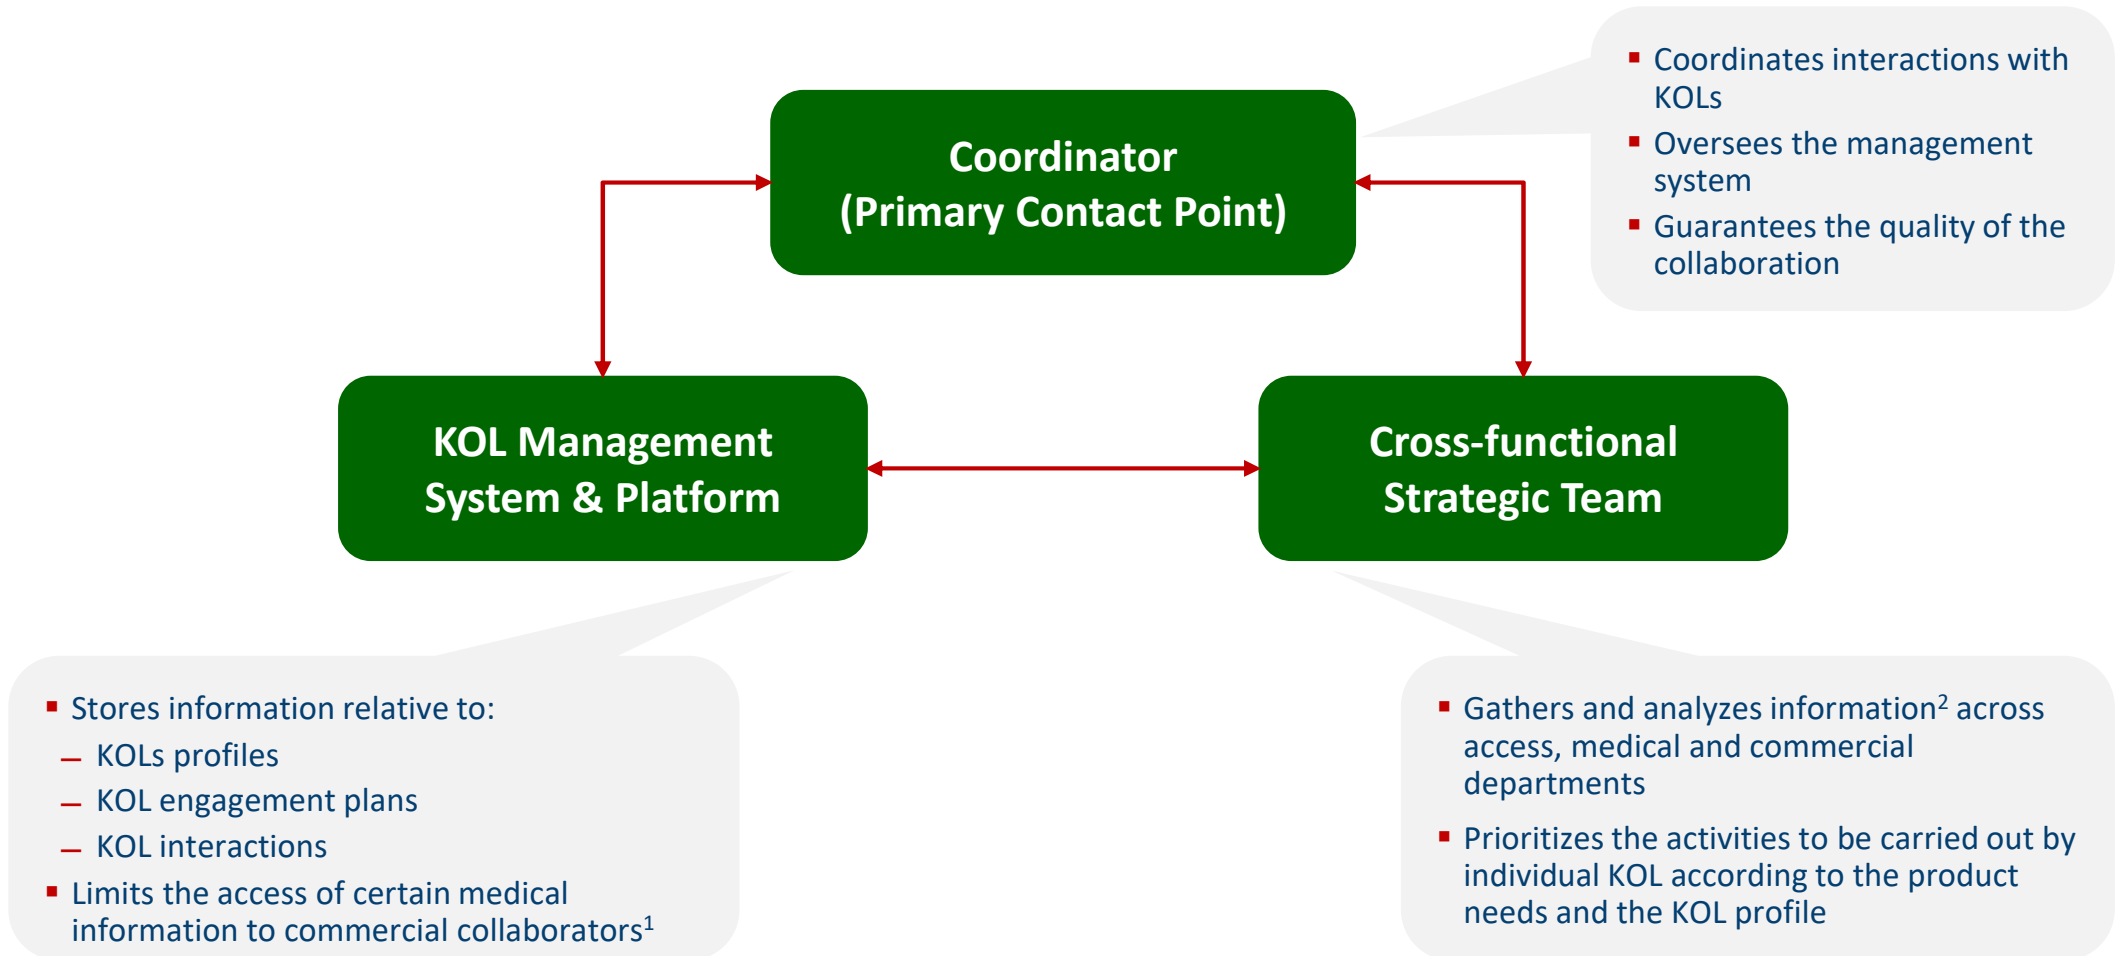 ▪ Coordinates interactions with
KOLs
▪ Oversees the management
system
▪ Guarantees the quality of the
collaboration
Coordinator
(Primary Contact Point)
KOL Management
System & Platform
Cross-functional
Strategic Team
▪ Stores information relative to:
– KOLs profiles
– KOL engagement plans
– KOL interactions
▪ Limits the access of certain medical
information to commercial collaborators¹
▪ Gathers and analyzes information² across
access, medical and commercial
departments
▪ Prioritizes the activities to be carried out by
individual KOL according to the product
needs and the KOL profile